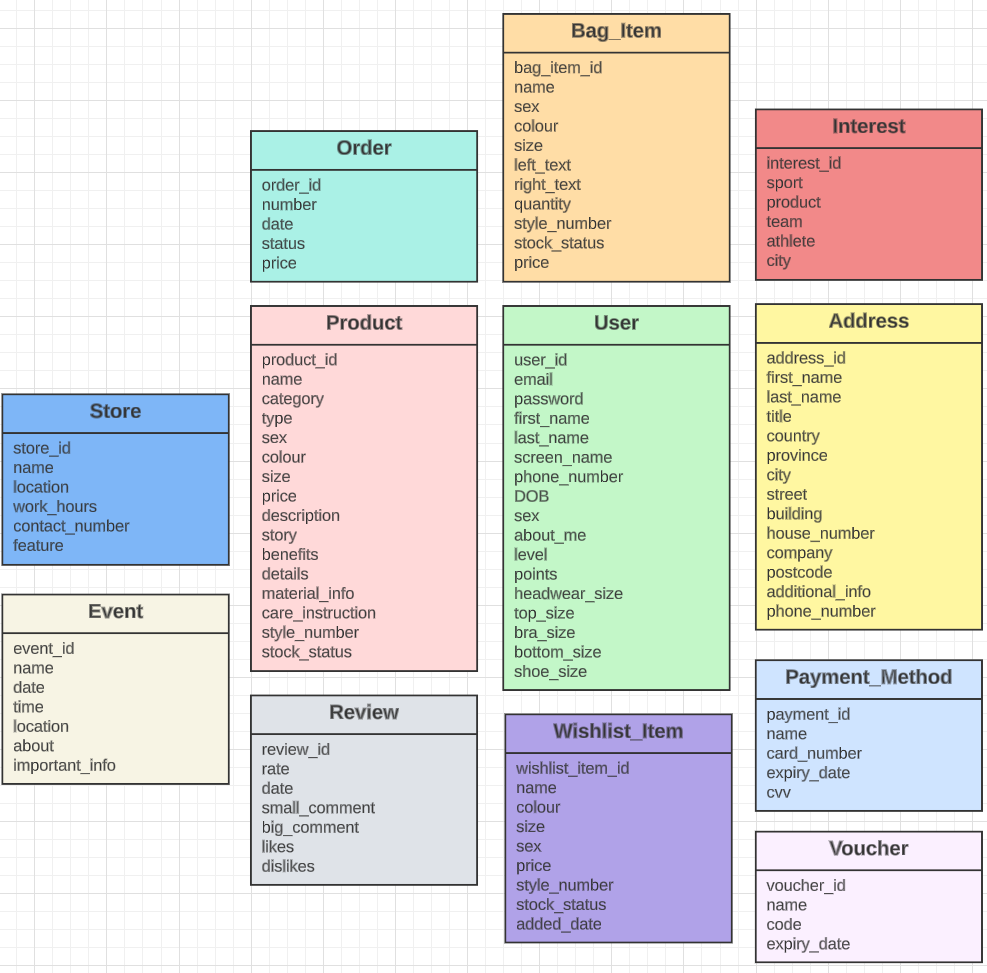 Bag_Item
bag_item_id
name
sex
colour
size
left_text
right_text
quantity
style_number
stock_status
price
Interest
interest_id
sport
product
team
athlete
city
Order
order_id
number
date
status
price
Product
product_id
name
category
type
sex
colour
size
price
description
story
benefits
details
material_info
care_instruction
style_number
stock_status
User
user_id
email
password
first_name
last_name
screen_name
phone_number
DOB
sex
about_me
level
points
headwear_size
top_size
bra_size
bottom_size
shoe_size
Address
address_id
first_name
last_name
title
country
province
city
street
building
house_number
company
postcode
additional_info
phone_number
Store
store_id
name
location
work_hours
contact_number
feature
Event
event_id
name
date
time
location
about
important_info
Review
review_id
rate
date
small_comment
big_comment
likes
dislikes
Wishlist_Item
wishlist_item_id
name
colour
size
sex
price
style_number
stock_status
added_date
Payment_Method
payment_id
name
card_number
expiry_date
cvv
Voucher
voucher_id
name
code
expiry_date